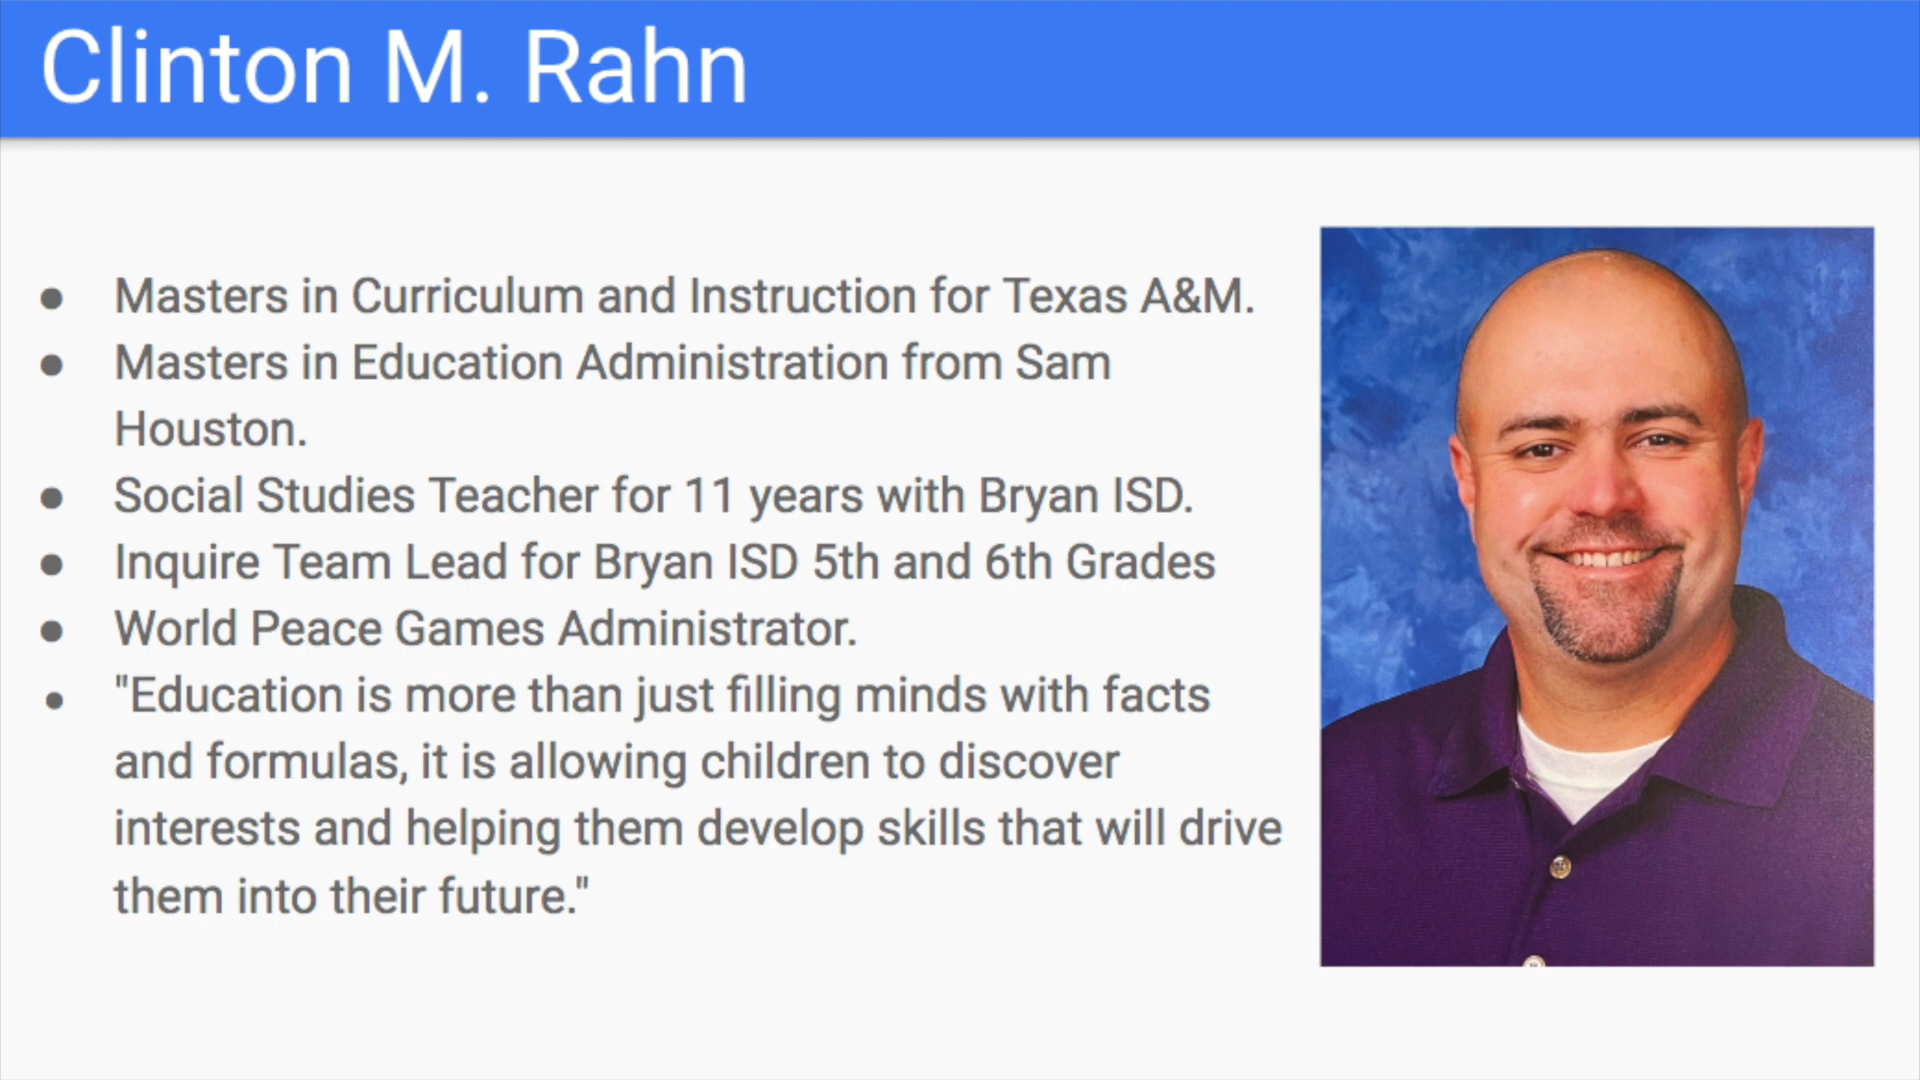 Clinton M. Rahn
● Masters in Curriculum and Instruction for Texas A&M.
● Masters in Education Administration from Sam
Houston.
● Social Studies Teacher for 11 years with Bryan ISD.
● Inquire Team Lead for Bryan ISD 5th and 6th Grades
● World Peace Games Administrator.
● "Education is more than just filling minds with facts
and formulas, it is allowing children to discover
interests and helping them develop skills that will drive
them into their future."